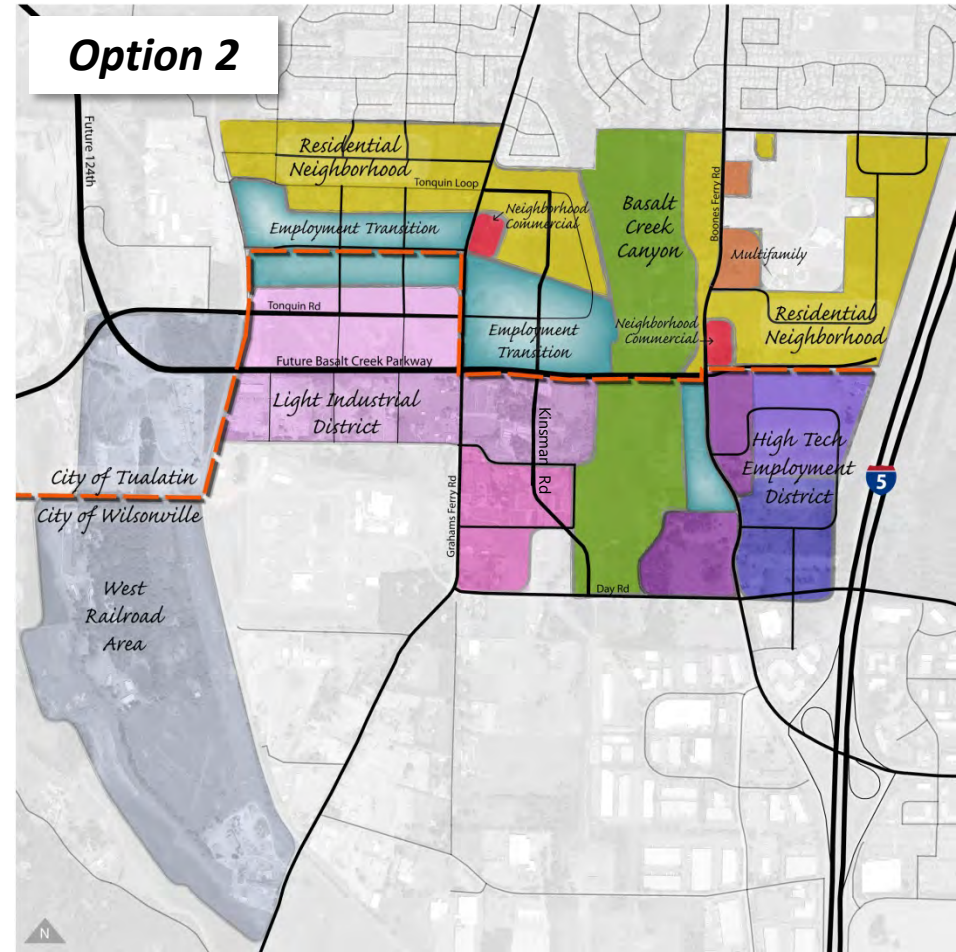 Option 2
Future 124th
Residential
Neighborhood
Tonquin Loop
Neighborhood
Commercial
Employment Transition
Basalt
Creek
Canyon
Boones Ferry Rd
Multifamily
Tonquin Rd
Employment
Transition
Neighborhood
Commercial
Residential
Neighborhood
Future Basalt Creek Parkway
Light Industrial
District
Kinsman Rd
High Tech
Employment
District
City of Tualatin
City of Wilsonville
5
Grahams Ferry Rd
West
Railroad
Area
Day Rd
N